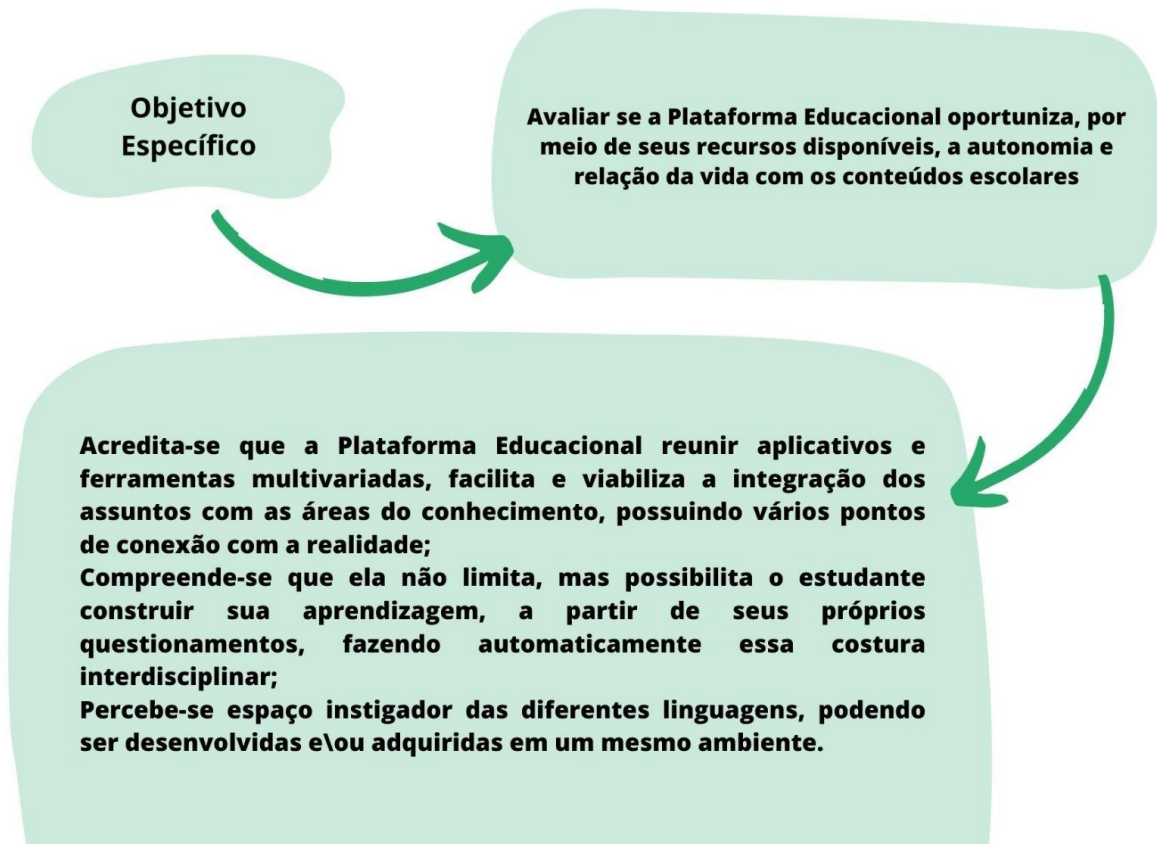 Objetivo
Específico
Avaliar se a Plataforma Educacional oportuniza, por
meio de seus recursos disponíveis, a autonomia e
relação da vida com os conteúdos escolares
Acredita-se que a Plataforma Educacional reunir aplicativos e
ferramentas multivariadas, facilita e viabiliza a integração dos
assuntos com as áreas do conhecimento, possuindo vários pontos
de conexão com a realidade;
Compreende-se que ela não limita, mas possibilita o estudante
construir sua aprendizagem, a partir de seus próprios
questionamentos, fazendo automaticamente essa costura
interdisciplinar;
Percebe-se espaço instigador das diferentes linguagens, podendo
ser desenvolvidas e\ou adquiridas em um mesmo ambiente.